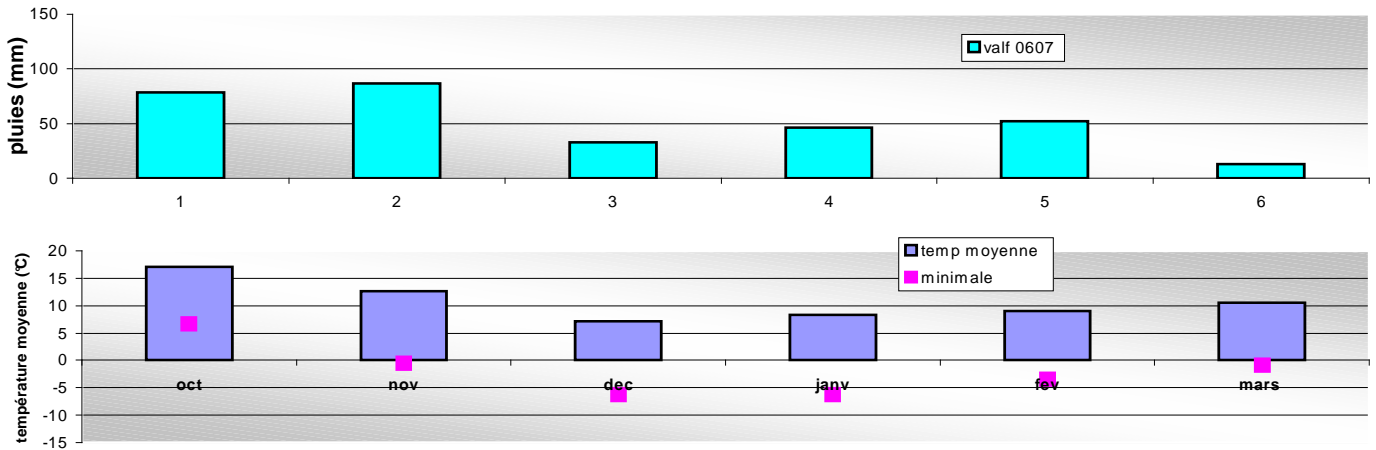 150
pluies (mm)
100
50
0
valf 0607
1 2 3 4 5 6
température moyenne (°C)
20
15
10
5
0
-5
-10
-15
temp moyenne
minimale
oct nov dec janv fev mars